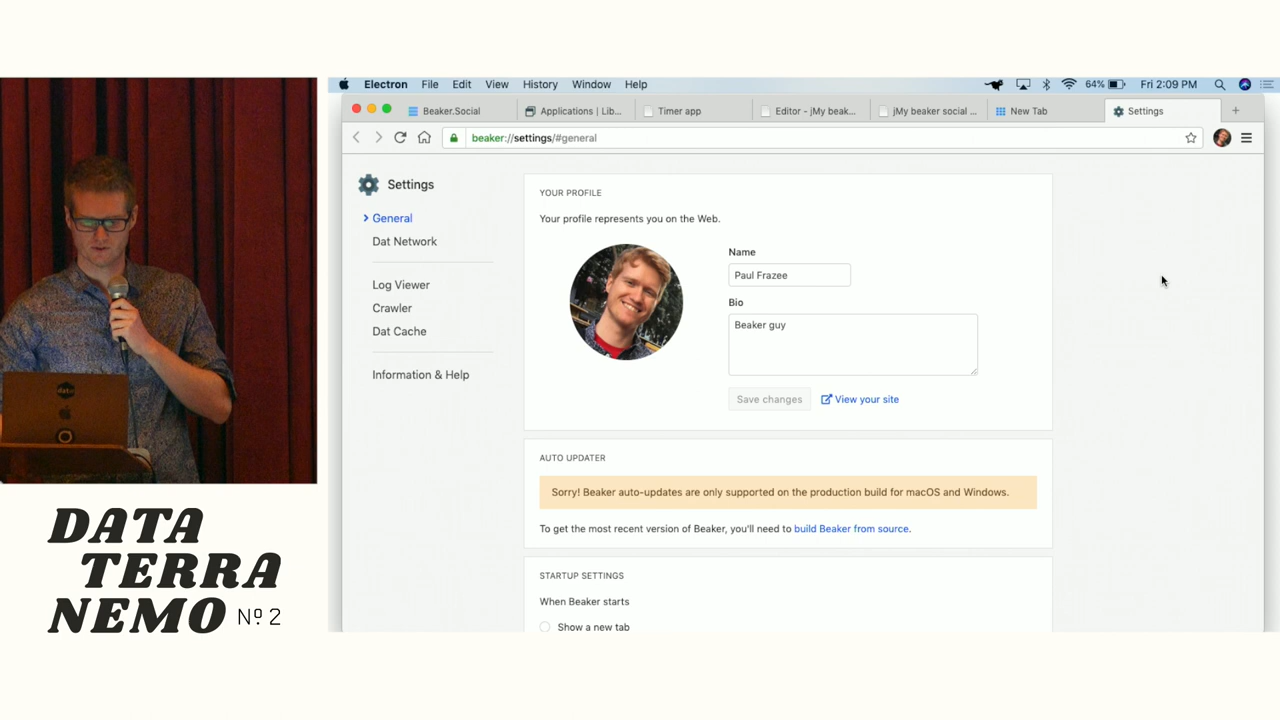 Electron File Edit View History Window Help 64% Fri 2:09 PM
Beaker.Social Applications | Lib... Timer app Editor - jMy beak... jMy beaker social ... New Tab Settings
beaker://settings/#general
Settings
General
Dat Network
Log Viewer
Crawler
Dat Cache
Information & Help
YOUR PROFILE
Your profile represents you on the Web.
Name
Paul Frazee
Bio
Beaker guy
Save changes View your site
AUTO UPDATER
Sorry! Beaker auto-updates are only supported on the production build for macOS and Windows.
To get the most recent version of Beaker, you'll need to build Beaker from source.
STARTUP SETTINGS
When Beaker starts
Show a new tab
DATA
TERRA
NEMO Nº 2